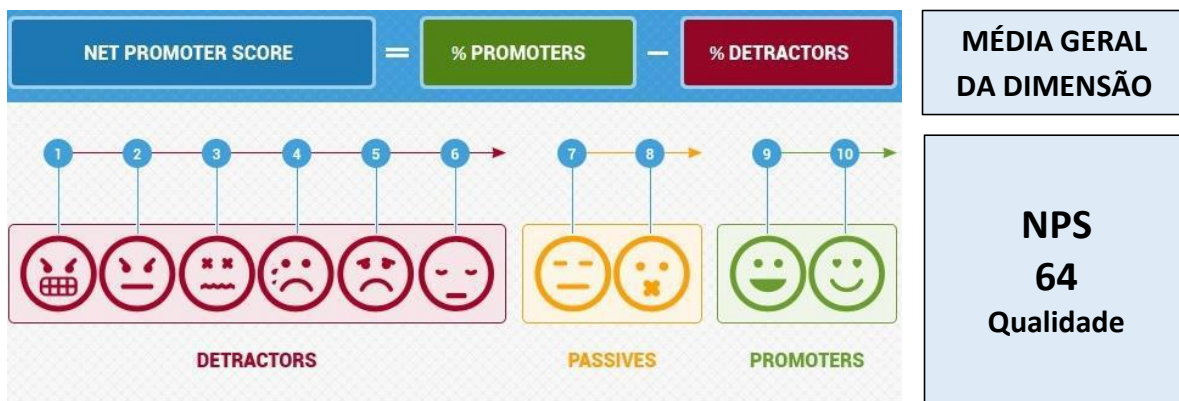 NET PROMOTER SCORE = % PROMOTERS — % DETRACTORS
MÉDIA GERAL
DA DIMENSÃO
1 2 3 4 5 6 7 8 9 10
NPS
64
Qualidade
DETRACTORS PASSIVES PROMOTERS